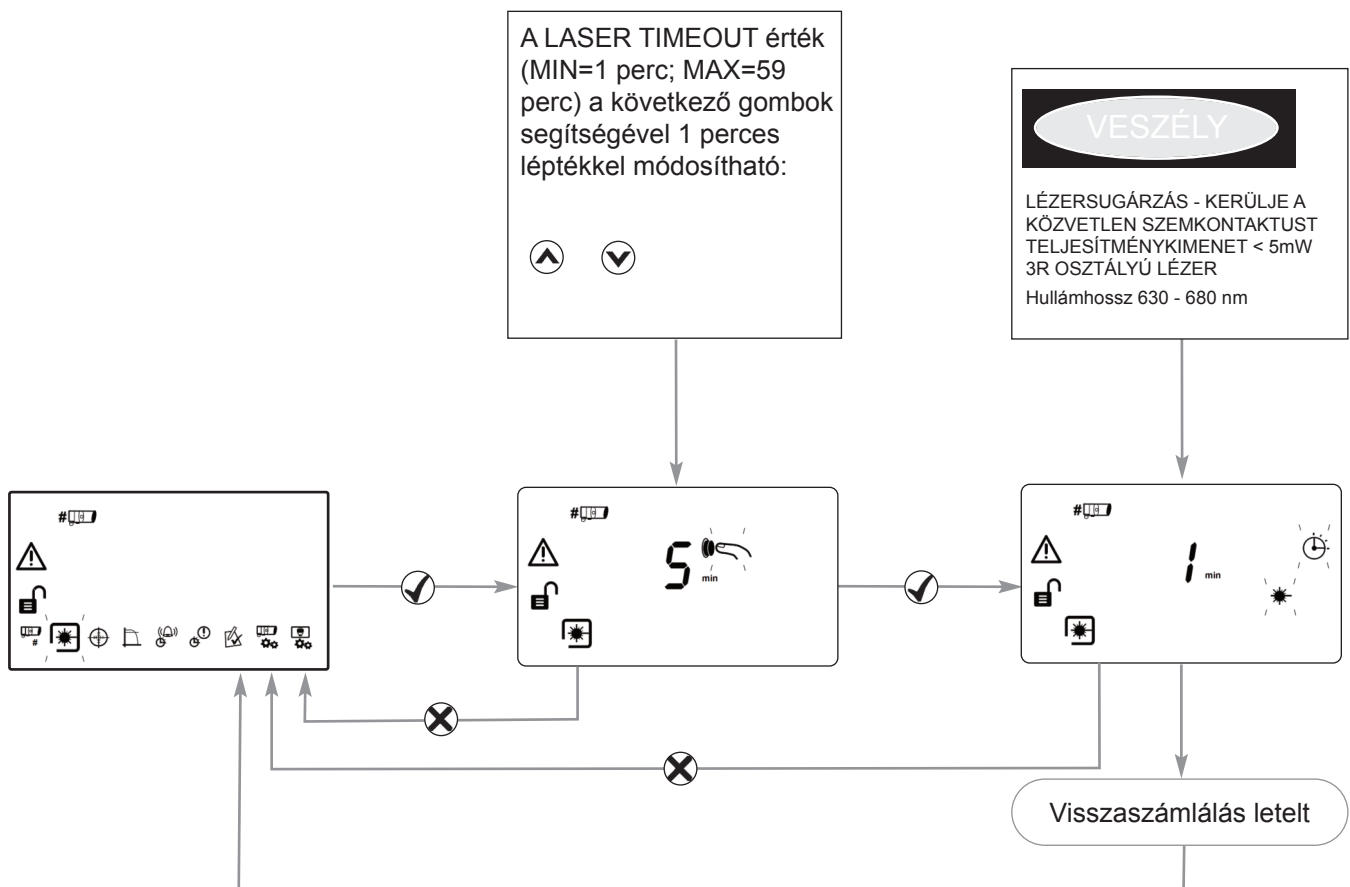 A LASER TIMEOUT érték
(MIN=1 perc; MAX=59
perc) a következő gombok
segítségével 1 perces
léptékkel módosítható:
VESZÉLY
LÉZERSUGÁRZÁS - KERÜLJE A
KÖZVETLEN SZEMKONTAKTUST
TELJESÍTMÉNYKIMENET < 5mW
3R OSZTÁLYÚ LÉZER
Hullámhossz 630 - 680 nm
#
#
#
5 min
1 min
#
Visszaszámlálás letelt